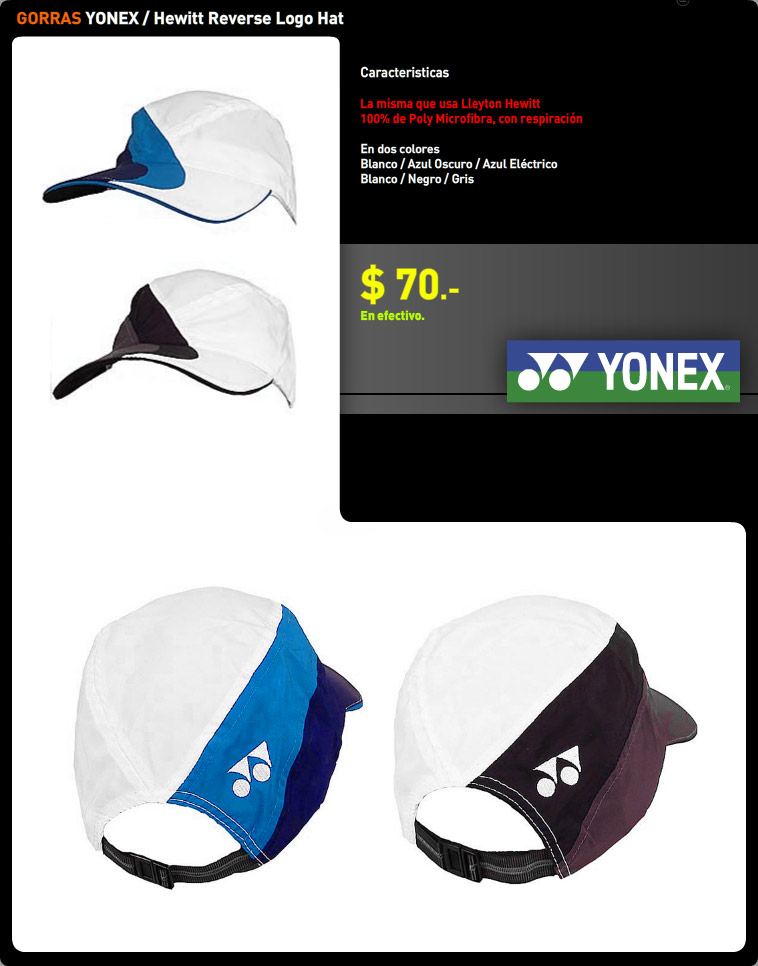 GORRAS YONEX / Hewitt Reverse Logo Hat
Caracteristicas
La misma que usa Lleyton Hewitt
100% de Poly Microfibra, con respiración
En dos colores
Blanco / Azul Oscuro / Azul Eléctrico
Blanco / Negro / Gris
$ 70.-
En efectivo.
YONEX®